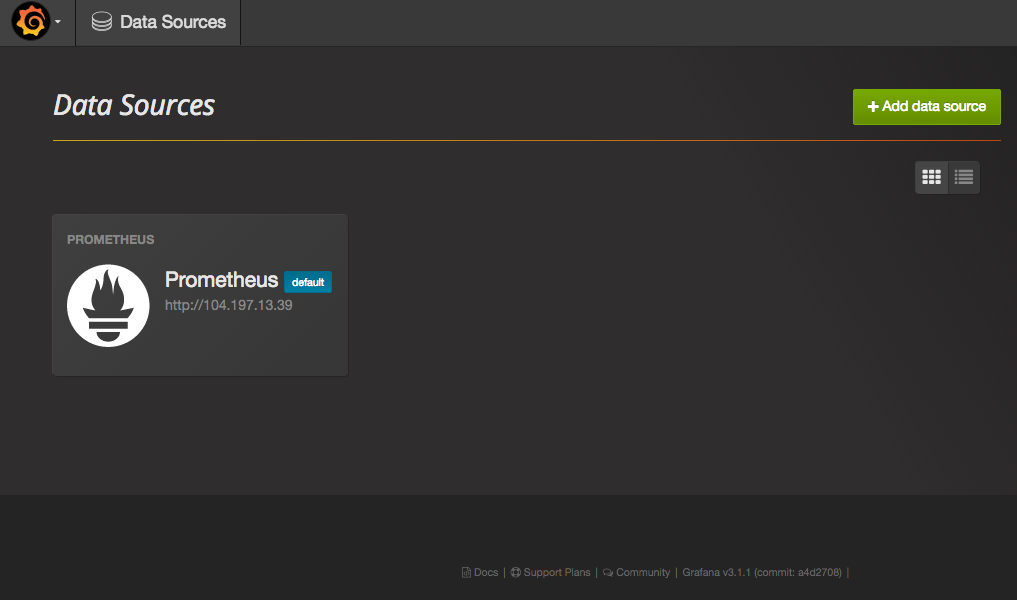 Data Sources
Data Sources
+ Add data source
PROMETHEUS
Prometheus default
http://104.197.13.39
Docs | Support Plans | Community | Grafana v3.1.1 (commit: a4d2708) |